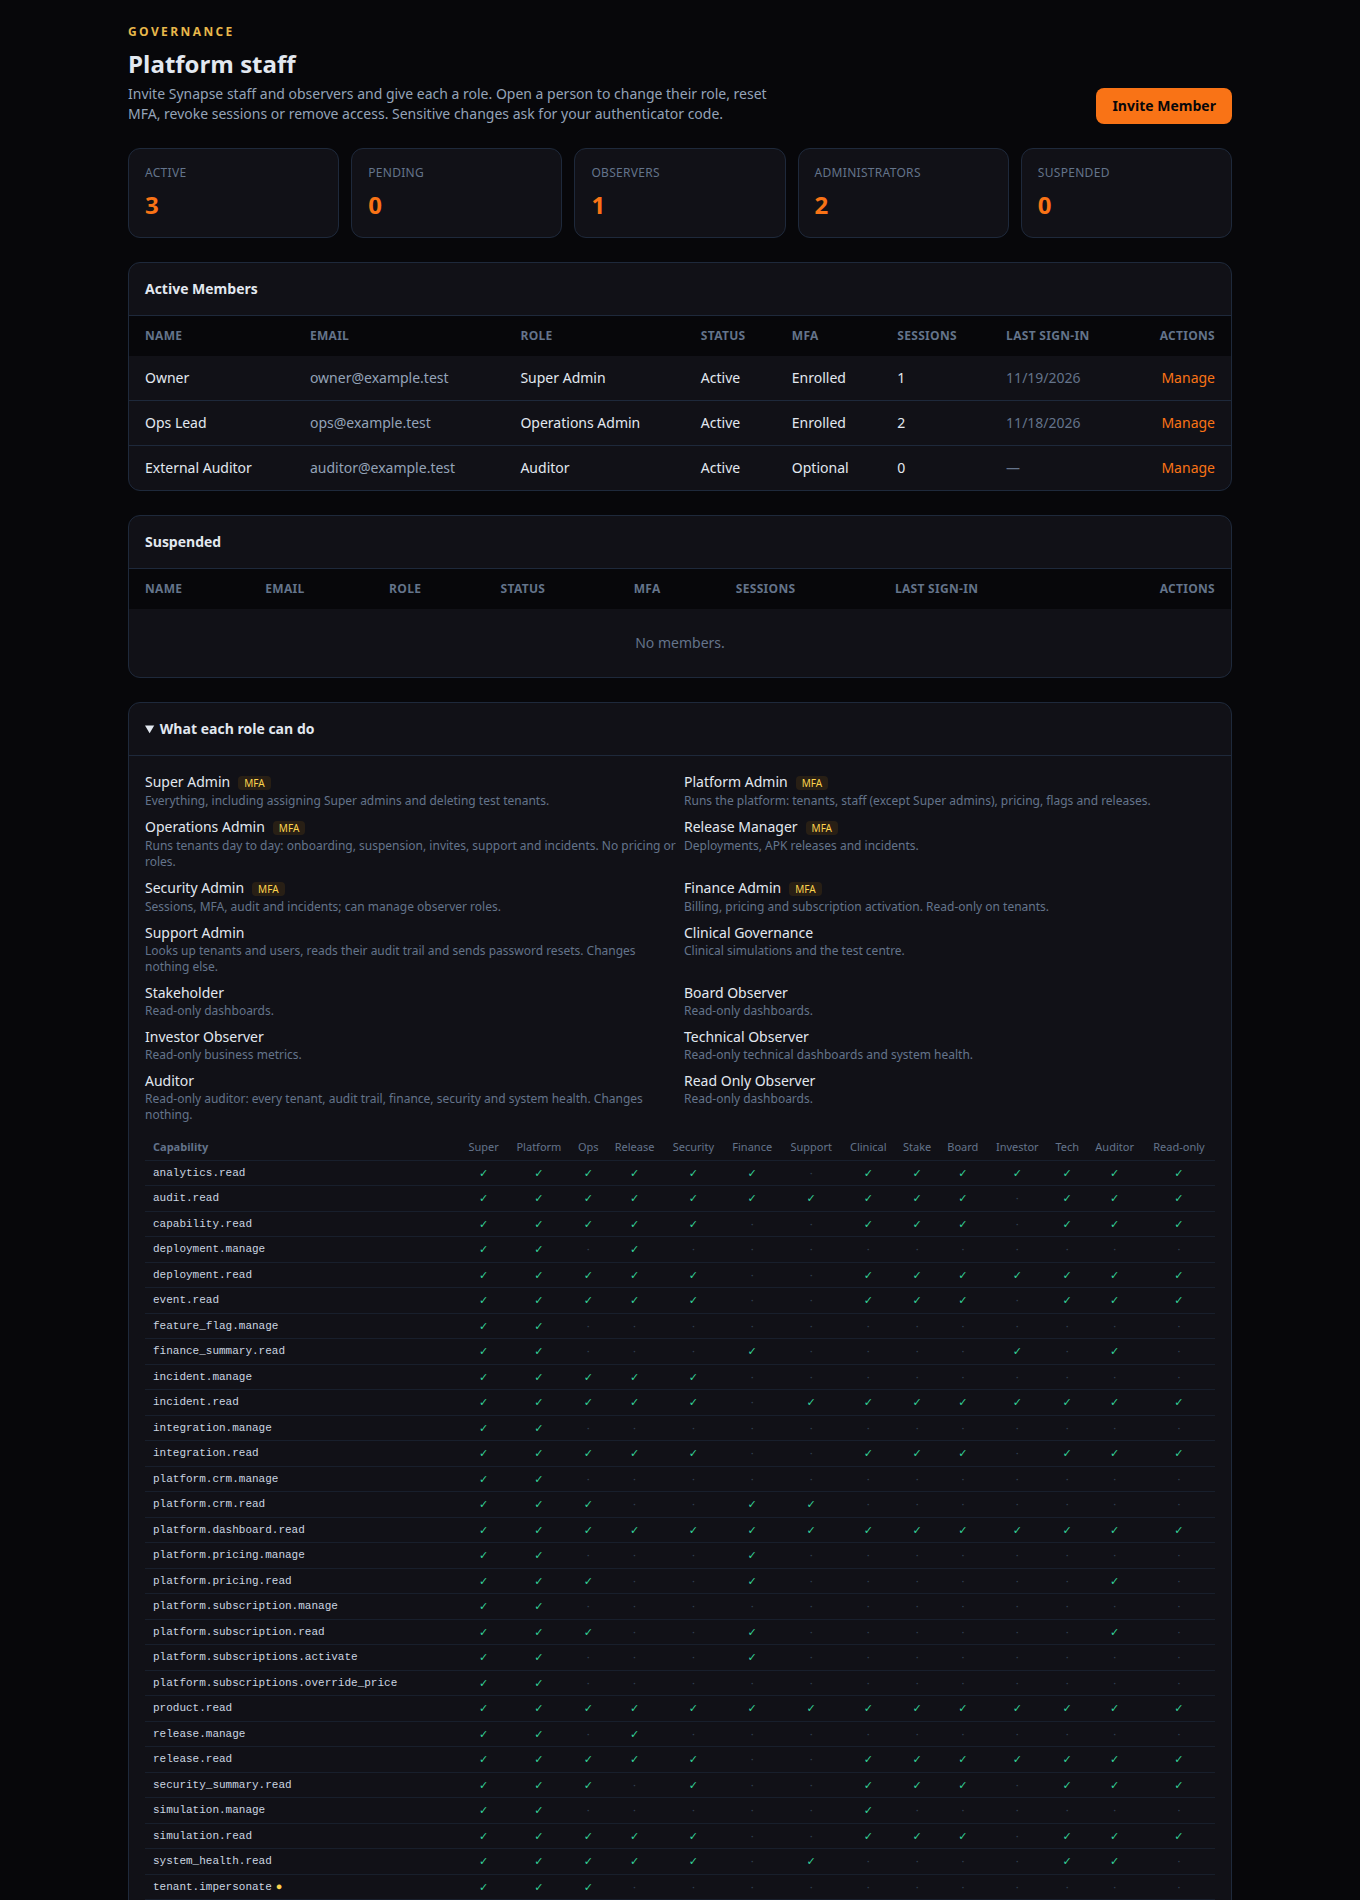 GOVERNANCE
Platform staff
Invite Synapse staff and observers and give each a role. Open a person to change their role, reset
MFA, revoke sessions or remove access. Sensitive changes ask for your authenticator code.
Invite Member
ACTIVE PENDING OBSERVERS ADMINISTRATORS SUSPENDED
3 0 1 2 0
Active Members
NAME EMAIL ROLE STATUS MFA SESSIONS LAST SIGN-IN ACTIONS
Owner owner@example.test Super Admin Active Enrolled 1 11/19/2026 Manage
Ops Lead ops@example.test Operations Admin Active Enrolled 2 11/18/2026 Manage
External Auditor auditor@example.test Auditor Active Optional 0 — Manage
Suspended
NAME EMAIL ROLE STATUS MFA SESSIONS LAST SIGN-IN ACTIONS
No members.
▼ What each role can do
Super Admin MFA
Everything, including assigning Super admins and deleting test tenants.
Platform Admin MFA
Runs the platform: tenants, staff (except Super admins), pricing, flags and releases.
Operations Admin MFA
Runs tenants day to day: onboarding, suspension, invites, support and incidents. No pricing or
roles.
Release Manager MFA
Deployments, APK releases and incidents.
Security Admin MFA
Sessions, MFA, audit and incidents; can manage observer roles.
Finance Admin MFA
Billing, pricing and subscription activation. Read-only on tenants.
Support Admin
Looks up tenants and users, reads their audit trail and sends password resets. Changes
nothing else.
Clinical Governance
Clinical simulations and the test centre.
Stakeholder
Read-only dashboards.
Board Observer
Read-only dashboards.
Investor Observer
Read-only business metrics.
Technical Observer
Read-only technical dashboards and system health.
Auditor
Read-only auditor: every tenant, audit trail, finance, security and system health. Changes
nothing.
Read Only Observer
Read-only dashboards.
Capability Super Platform Ops Release Security Finance Support Clinical Stake Board Investor Tech Auditor Read-only
analytics.read ✓ ✓ ✓ ✓ ✓ ✓ · ✓ ✓ ✓ ✓ ✓ ✓ ✓
audit.read ✓ ✓ ✓ ✓ ✓ ✓ ✓ ✓ ✓ ✓ · ✓ ✓ ✓
capability.read ✓ ✓ ✓ ✓ ✓ · · ✓ ✓ ✓ · ✓ ✓ ✓
deployment.manage ✓ ✓ · ✓ · · · · · · · · · ·
deployment.read ✓ ✓ ✓ ✓ ✓ · · ✓ ✓ ✓ ✓ ✓ ✓ ✓
event.read ✓ ✓ ✓ ✓ ✓ · · ✓ ✓ ✓ · ✓ ✓ ✓
feature_flag.manage ✓ ✓ · · · · · · · · · · · ·
finance_summary.read ✓ ✓ · · · ✓ · · · · ✓ · ✓ ·
incident.manage ✓ ✓ ✓ ✓ ✓ · · · · · · · · ·
incident.read ✓ ✓ ✓ ✓ ✓ · ✓ ✓ ✓ ✓ ✓ ✓ ✓ ✓
integration.manage ✓ ✓ · · · · · · · · · · · ·
integration.read ✓ ✓ ✓ ✓ ✓ · · ✓ ✓ ✓ · ✓ ✓ ✓
platform.crm.manage ✓ ✓ · · · · · · · · · · · ·
platform.crm.read ✓ ✓ ✓ · · ✓ ✓ · · · · · · ·
platform.dashboard.read ✓ ✓ ✓ ✓ ✓ ✓ ✓ ✓ ✓ ✓ ✓ ✓ ✓ ✓
platform.pricing.manage ✓ ✓ · · · ✓ · · · · · · · ·
platform.pricing.read ✓ ✓ ✓ · · ✓ · · · · · · ✓ ·
platform.subscription.manage ✓ ✓ · · · · · · · · · · · ·
platform.subscription.read ✓ ✓ ✓ · · ✓ · · · · · · ✓ ·
platform.subscriptions.activate ✓ ✓ · · · ✓ · · · · · · · ·
platform.subscriptions.override_price ✓ ✓ · · · · · · · · · · · ·
product.read ✓ ✓ ✓ ✓ ✓ ✓ ✓ ✓ ✓ ✓ ✓ ✓ ✓ ✓
release.manage ✓ ✓ · ✓ · · · · · · · · · ·
release.read ✓ ✓ ✓ ✓ ✓ · · ✓ ✓ ✓ ✓ ✓ ✓ ✓
security_summary.read ✓ ✓ ✓ · ✓ · · ✓ ✓ ✓ · ✓ ✓ ✓
simulation.manage ✓ ✓ · · · · · ✓ · · · · · ·
simulation.read ✓ ✓ ✓ ✓ ✓ · · ✓ ✓ ✓ · ✓ ✓ ✓
system_health.read ✓ ✓ ✓ ✓ ✓ · ✓ · · · · ✓ ✓ ·
tenant.impersonate ● ✓ ✓ ✓ · · · · · · · · · · ·